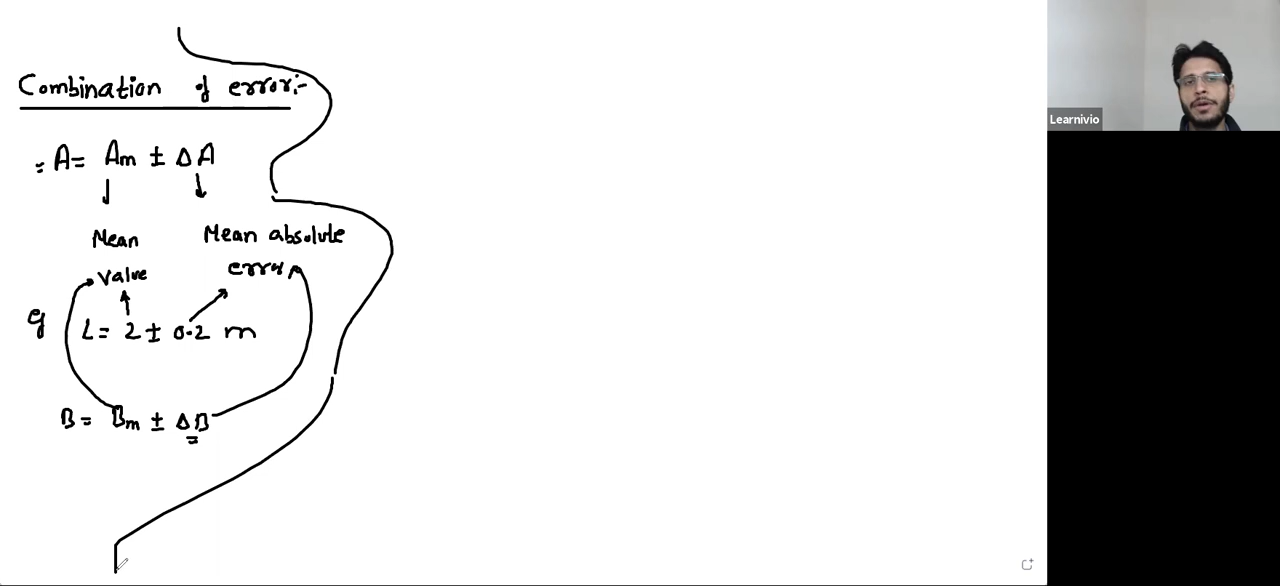 Combination of error:-
= A = Am ± ΔA
Mean Mean absolute
value error
eg L = 2 ± 0.2 m
B = Bm ± ΔB
Learnivio